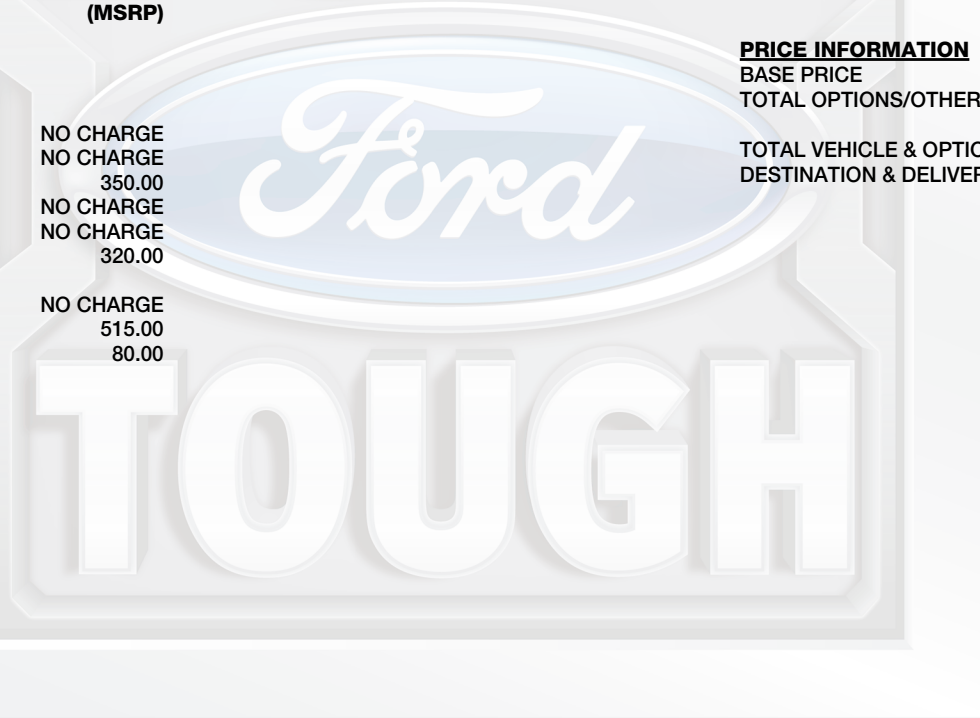 (MSRP)
NO CHARGE
NO CHARGE
350.00
NO CHARGE
NO CHARGE
320.00
NO CHARGE
515.00
80.00
PRICE INFORMATION
BASE PRICE
TOTAL OPTIONS/OTHER
TOTAL VEHICLE & OPTIO
DESTINATION & DELIVER
Ford
TOUGH